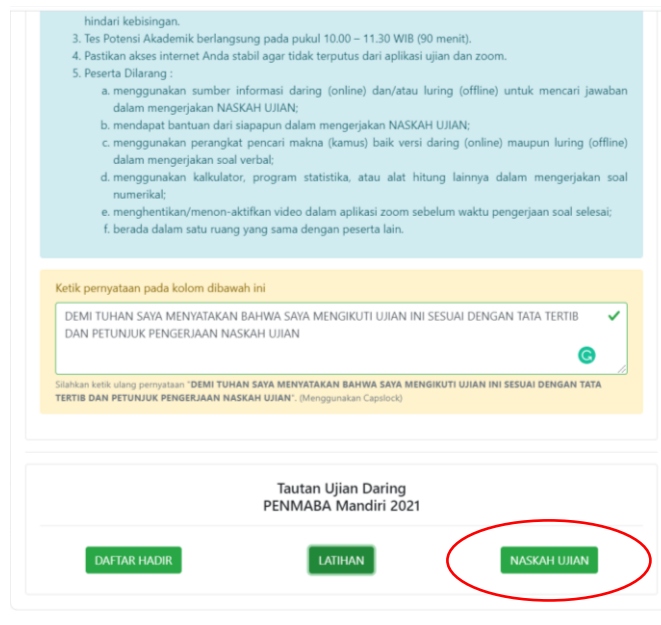 hindari kebisingan.
3. Tes Potensi Akademik berlangsung pada pukul 10.00 – 11.30 WIB (90 menit).
4. Pastikan akses internet Anda stabil agar tidak terputus dari aplikasi ujian dan zoom.
5. Peserta Dilarang :
a. menggunakan sumber informasi daring (online) dan/atau luring (offline) untuk mencari jawaban
dalam mengerjakan NASKAH UJIAN;
b. mendapat bantuan dari siapapun dalam mengerjakan NASKAH UJIAN;
c. menggunakan perangkat pencari makna (kamus) baik versi daring (online) maupun luring (offline)
dalam mengerjakan soal verbal;
d. menggunakan kalkulator, program statistika, atau alat hitung lainnya dalam mengerjakan soal
numerikal;
e. menghentikan/menon-aktifkan video dalam aplikasi zoom sebelum waktu pengerjaan soal selesai;
f. berada dalam satu ruang yang sama dengan peserta lain.
Ketik pernyataan pada kolom dibawah ini
DEMI TUHAN SAYA MENYATAKAN BAHWA SAYA MENGIKUTI UJIAN INI SESUAI DENGAN TATA TERTIB
DAN PETUNJUK PENGERJAAN NASKAH UJIAN
Silahkan ketik ulang pernyataan "DEMI TUHAN SAYA MENYATAKAN BAHWA SAYA MENGIKUTI UJIAN INI SESUAI DENGAN TATA
TERTIB DAN PETUNJUK PENGERJAAN NASKAH UJIAN". (Menggunakan Capslock)
Tautan Ujian Daring
PENMABA Mandiri 2021
DAFTAR HADIR
LATIHAN
NASKAH UJIAN